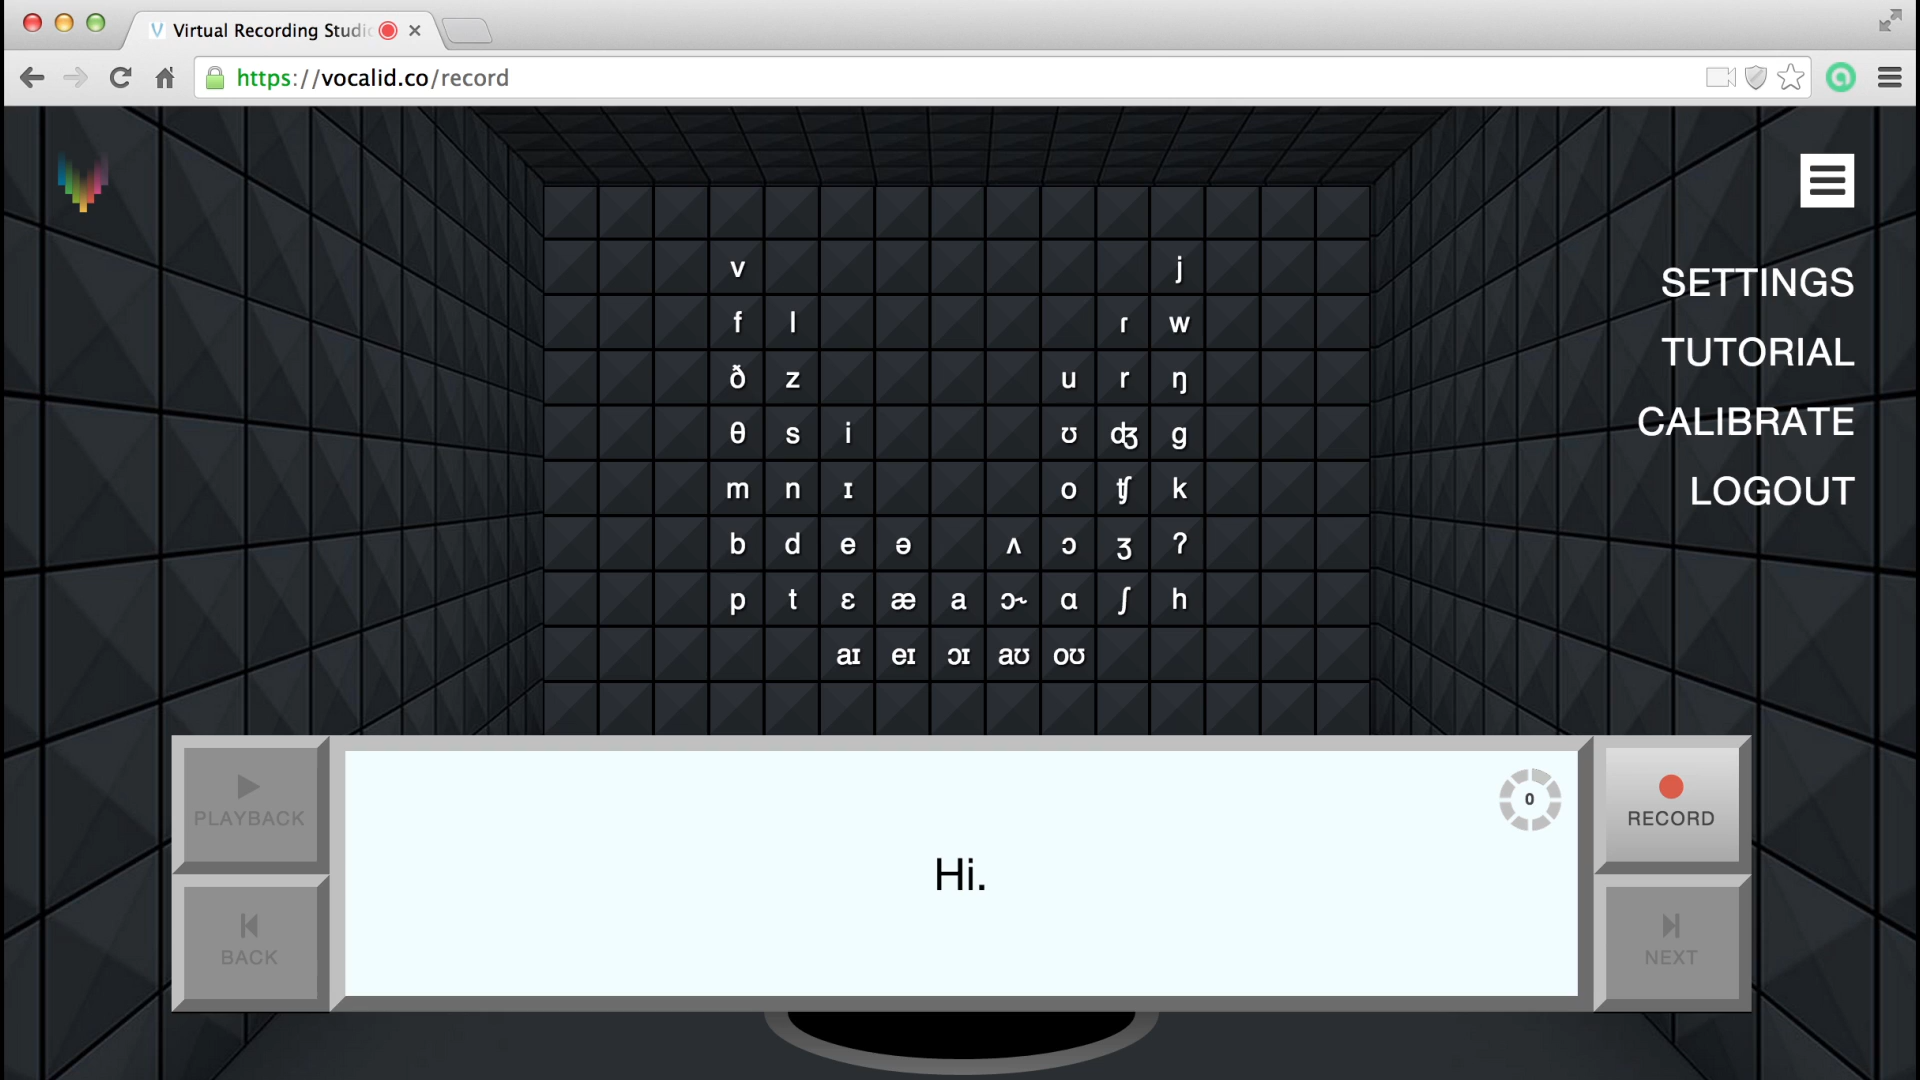 Virtual Recording Studi
https://vocalid.co/record
v j
f l ɾ w
ð z u r ŋ
θ s i ʊ ʤ g
m n ɪ o ʧ k
b d e ə ʌ ɔ ʒ ʔ
p t ɛ æ a ɔ˞ ɑ ʃ h
aɪ eɪ ɔɪ aʊ oʊ
SETTINGS
TUTORIAL
CALIBRATE
LOGOUT
PLAYBACK
BACK
0
Hi.
RECORD
NEXT